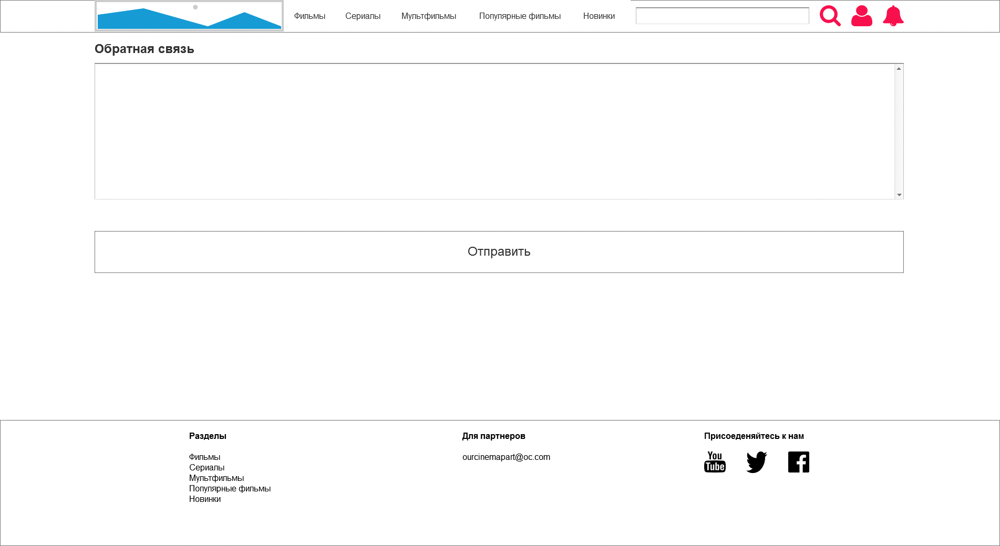 Фильмы Сериалы Мультфильмы Популярные фильмы Новинки
Обратная связь
Отправить
Разделы
Фильмы
Сериалы
Мультфильмы
Популярные фильмы
Новинки
Для партнеров
ourcinemapart@oc.com
Присоеденяйтесь к нам
You
Tube